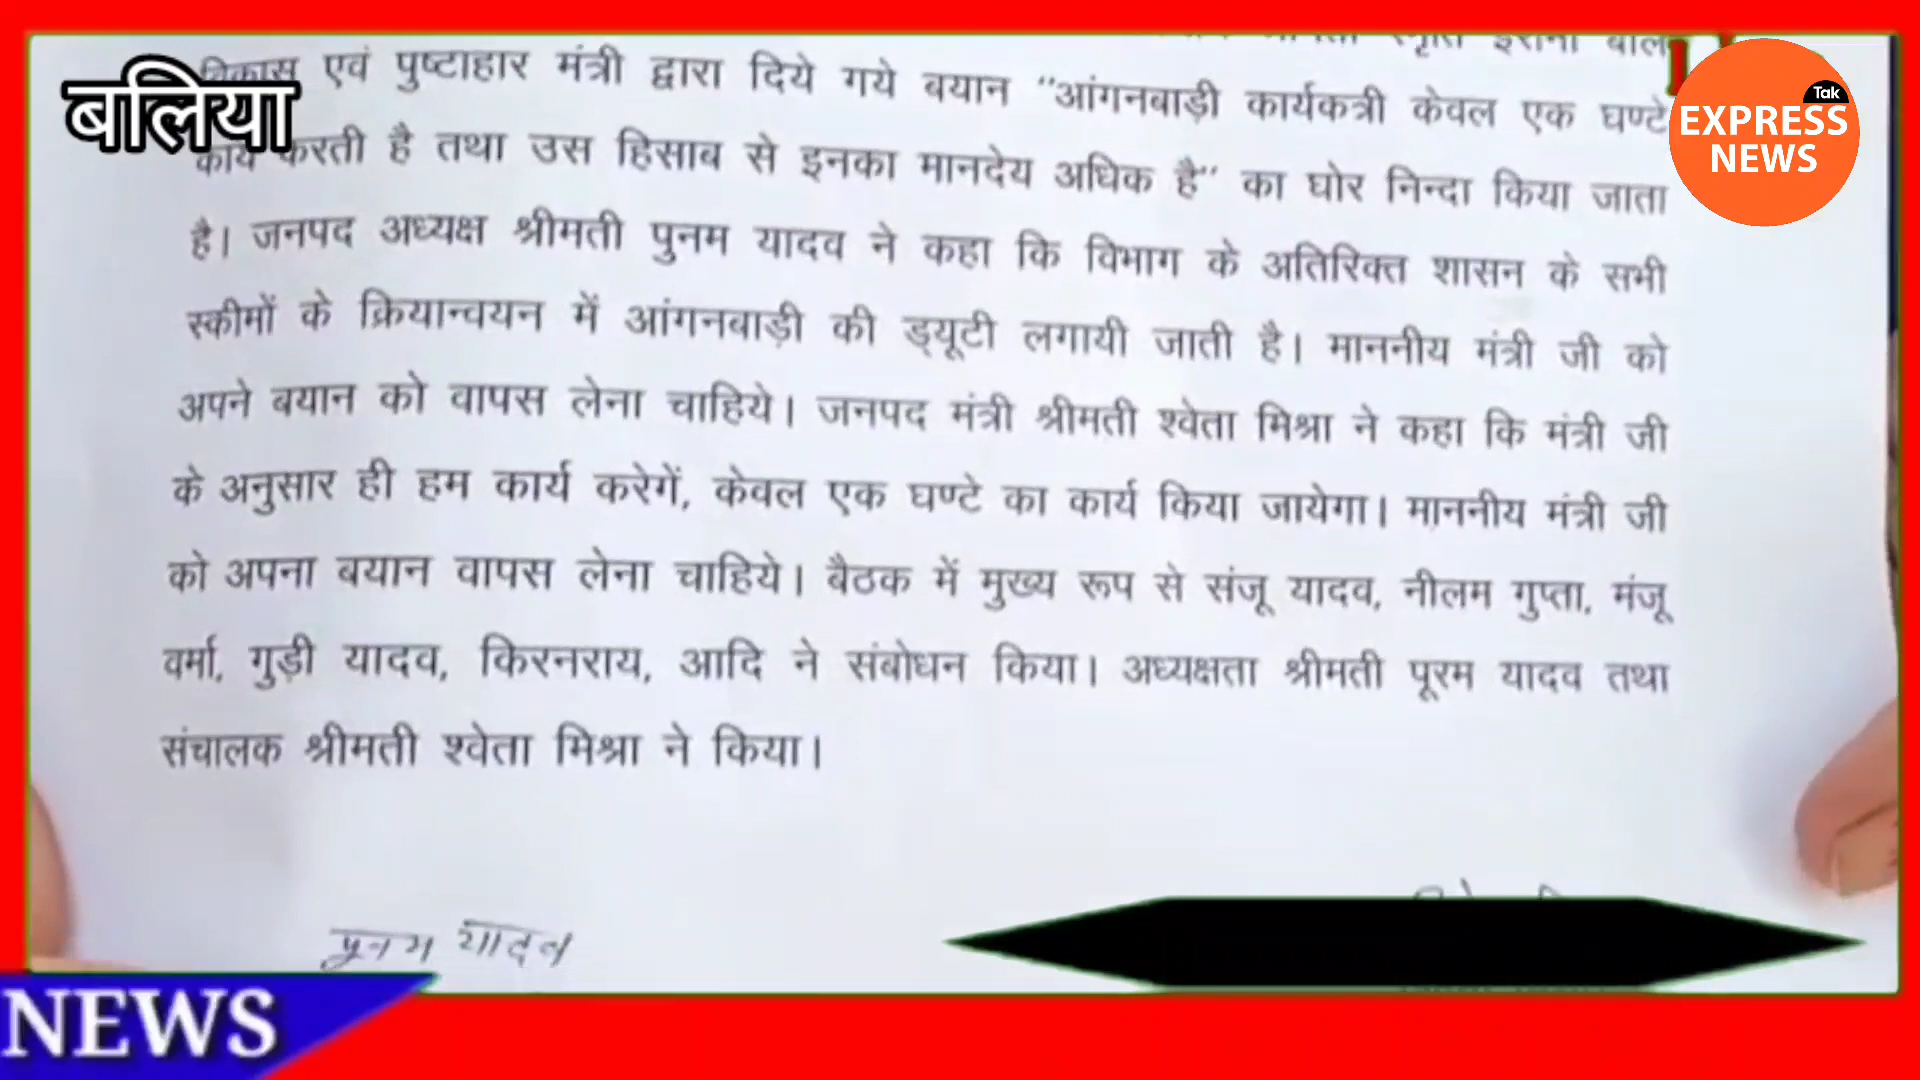 बलिया
Tak
EXPRESS
NEWS
स्मृति इरानी बाल
विकास एवं पुष्टाहार मंत्री द्वारा दिये गये बयान “आंगनबाड़ी कार्यकत्री केवल एक घण्टे
कार्य करती है तथा उस हिसाब से इनका मानदेय अधिक है” का घोर निन्दा किया जाता
है। जनपद अध्यक्ष श्रीमती पुनम यादव ने कहा कि विभाग के अतिरिक्त शासन के सभी
स्कीमों के क्रियान्वयन में आंगनबाड़ी की ड्यूटी लगायी जाती है। माननीय मंत्री जी को
अपने बयान को वापस लेना चाहिये। जनपद मंत्री श्रीमती श्वेता मिश्रा ने कहा कि मंत्री जी
के अनुसार ही हम कार्य करेगें, केवल एक घण्टे का कार्य किया जायेगा। माननीय मंत्री जी
को अपना बयान वापस लेना चाहिये। बैठक में मुख्य रूप से संजू यादव, नीलम गुप्ता, मंजू
वर्मा, गुड़ी यादव, किरनराय, आदि ने संबोधन किया। अध्यक्षता श्रीमती पूरम यादव तथा
संचालक श्रीमती श्वेता मिश्रा ने किया।
पुनम यादव
NEWS